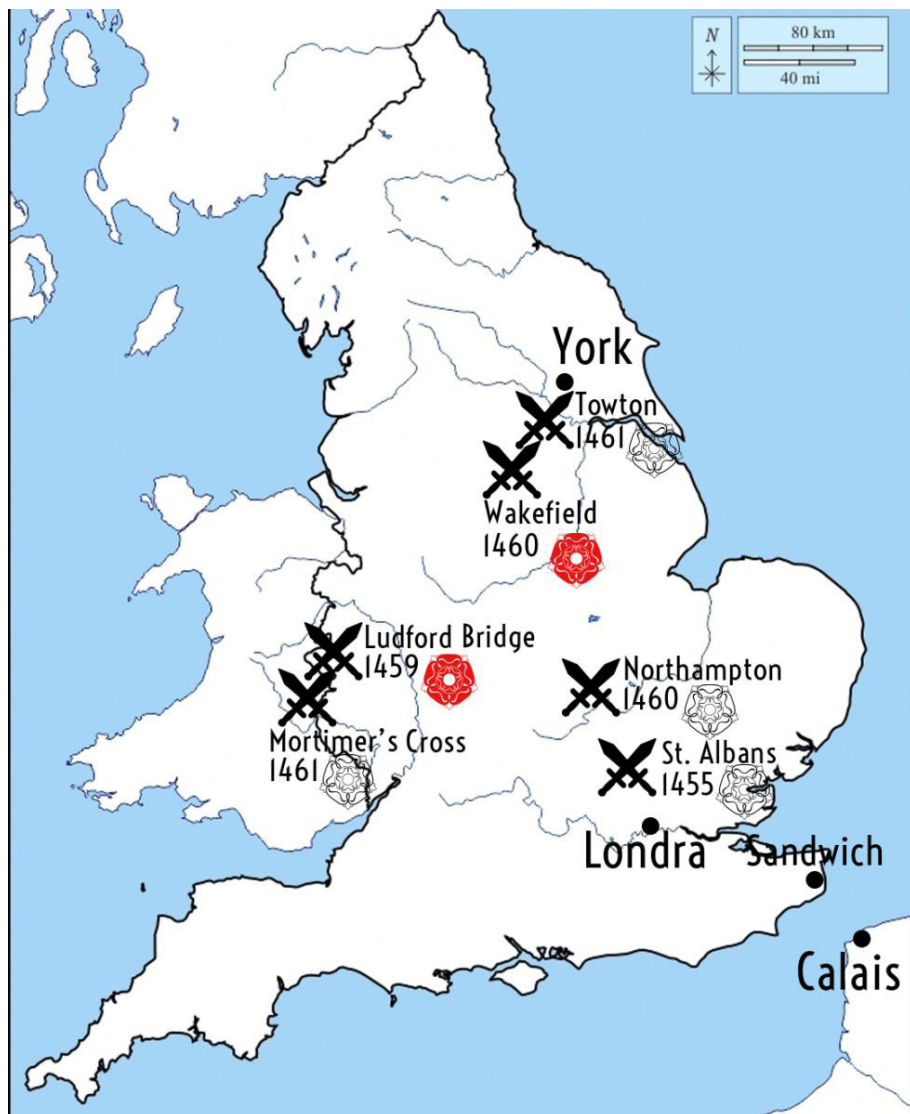 N
80 km
40 mi
York
Towton
1461
Wakefield
1460
Ludford Bridge
1459
Northampton
1460
Mortimer's Cross
1461
St. Albans
1455
Londra
Sandwich
Calais